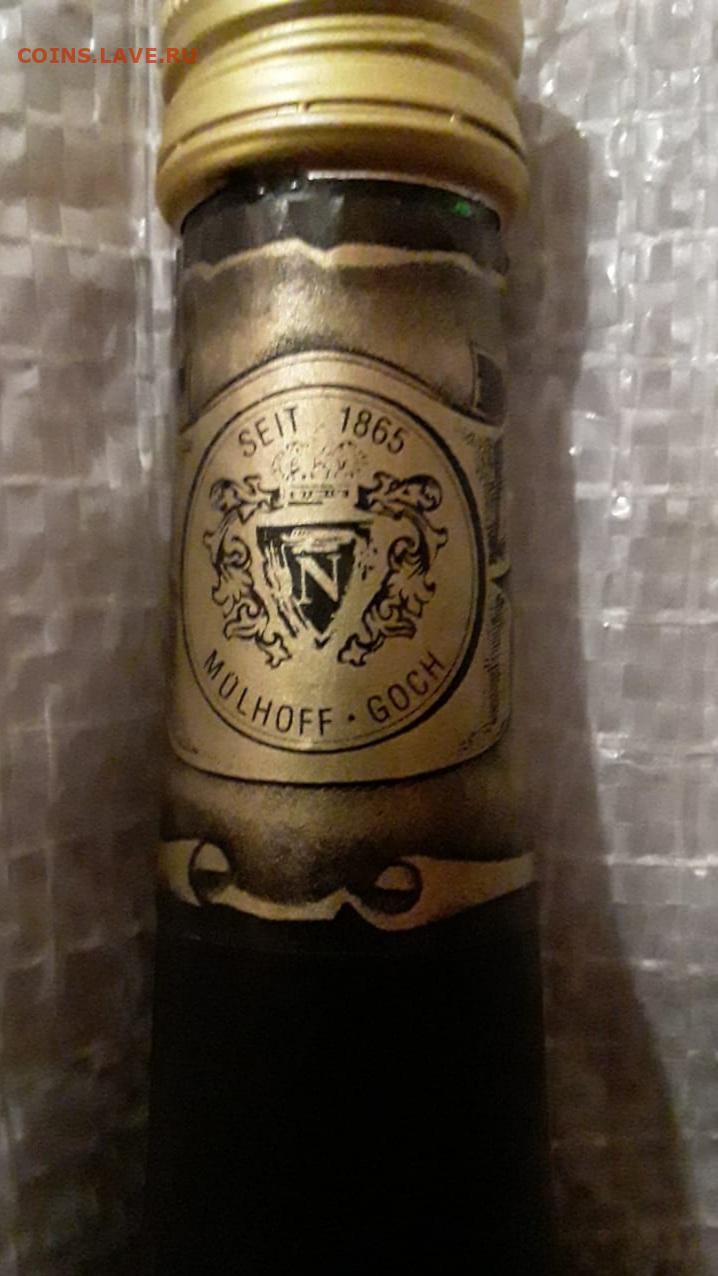 COINS.LAVE.RU
SEIT 1865
N
MÜLHOFF · GOCH